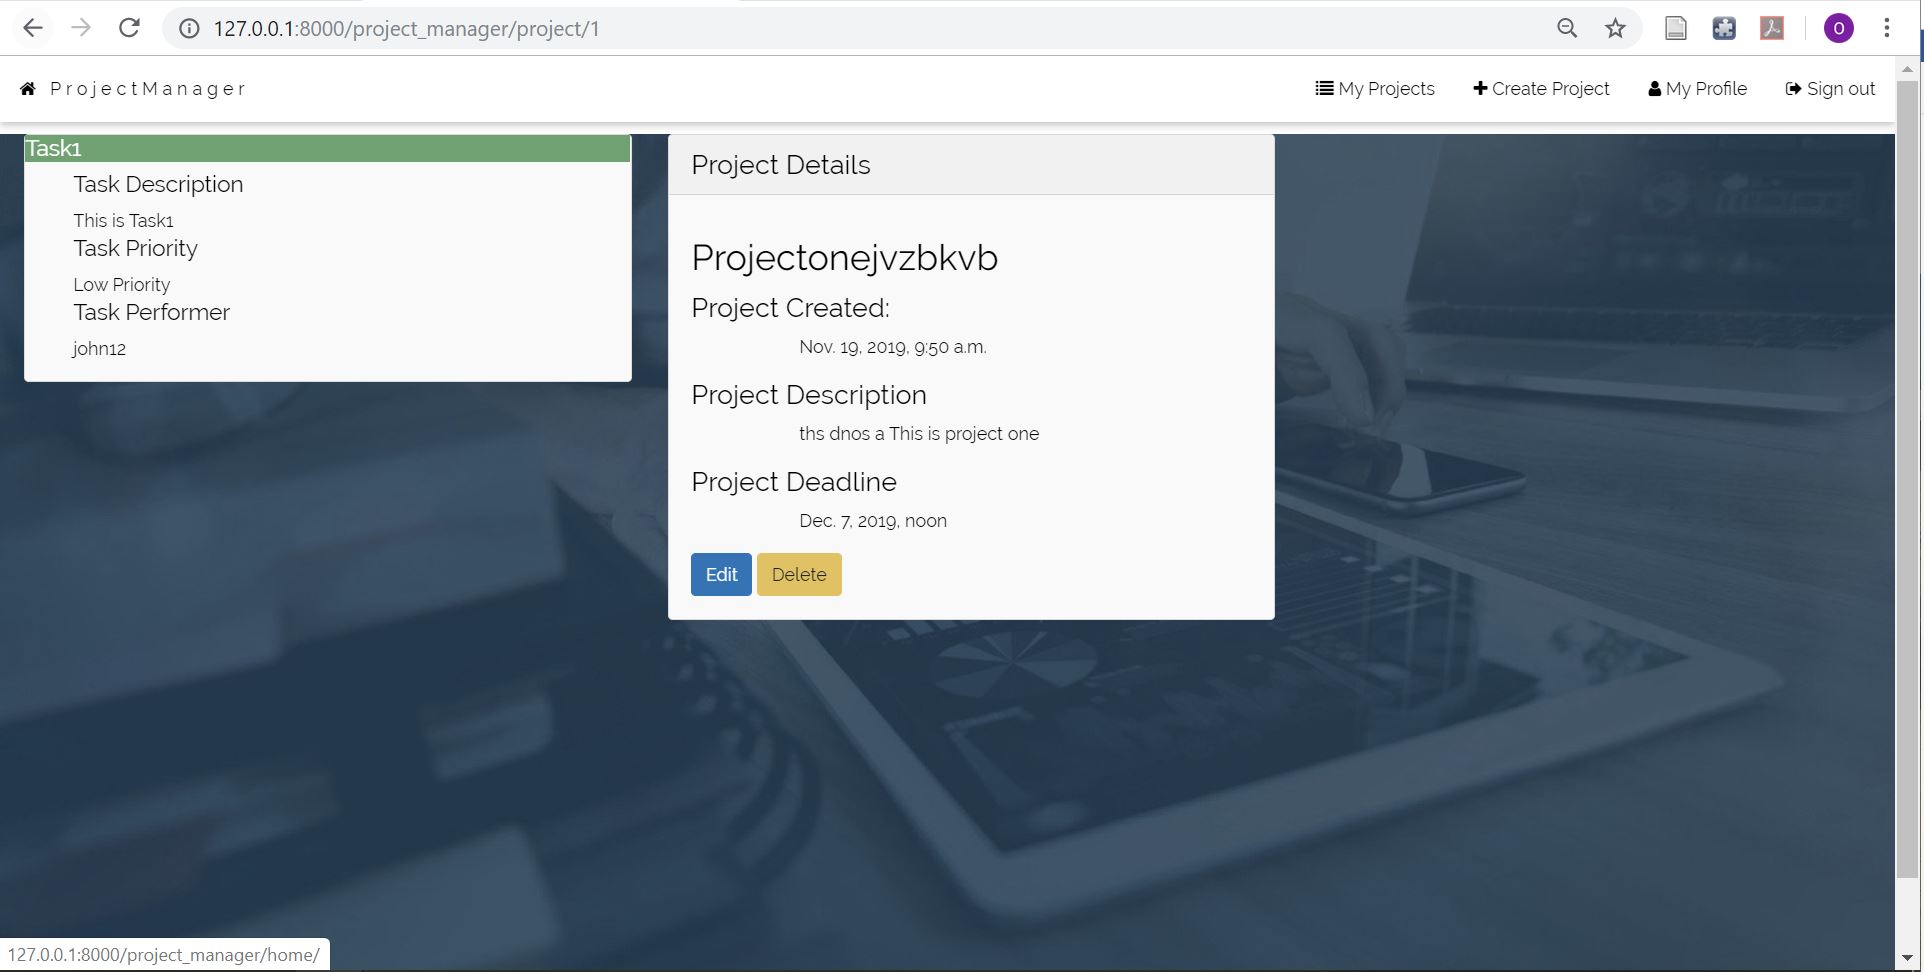 127.0.0.1:8000/project_manager/project/1
O
ProjectManager
My Projects
Create Project
My Profile
Sign out
Task1
Task Description
This is Task1
Task Priority
Low Priority
Task Performer
john12
Project Details
Projectonejvzbkvb
Project Created:
Nov. 19, 2019, 9:50 a.m.
Project Description
ths dnos a This is project one
Project Deadline
Dec. 7, 2019, noon
Edit
Delete
127.0.0.1:8000/project_manager/home/